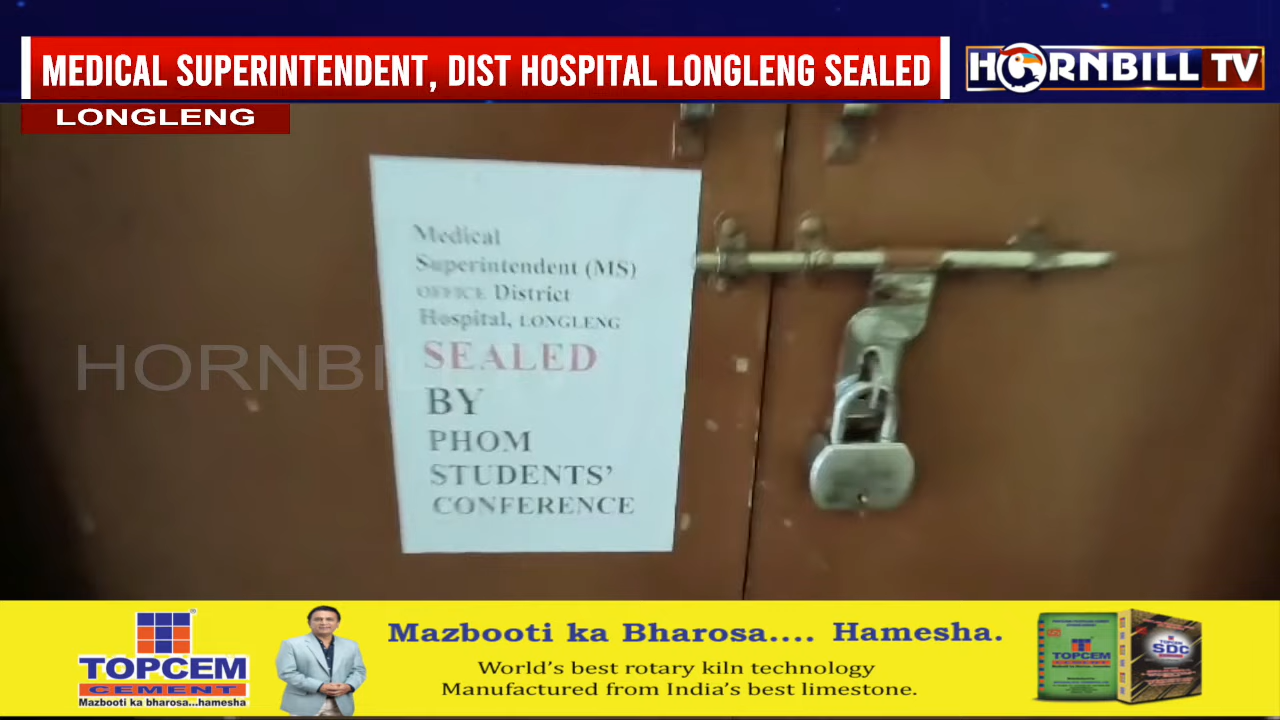 MEDICAL SUPERINTENDENT, DIST HOSPITAL LONGLENG SEALED
HORNBILL TV
LONGLENG
Medical
Superintendent (MS)
OFFICE District
Hospital, LONGLENG
SEALED
BY
PHOM
STUDENTS’
CONFERENCE
HORNBIL
TOPCEM
CEMENT
Mazbooti ka bharosa...hamesha
Mazbooti ka Bharosa.... Hamesha.
World’s best rotary kiln technology
Manufactured from India’s best limestone.
TOPCEM
TOPCEM
SDC